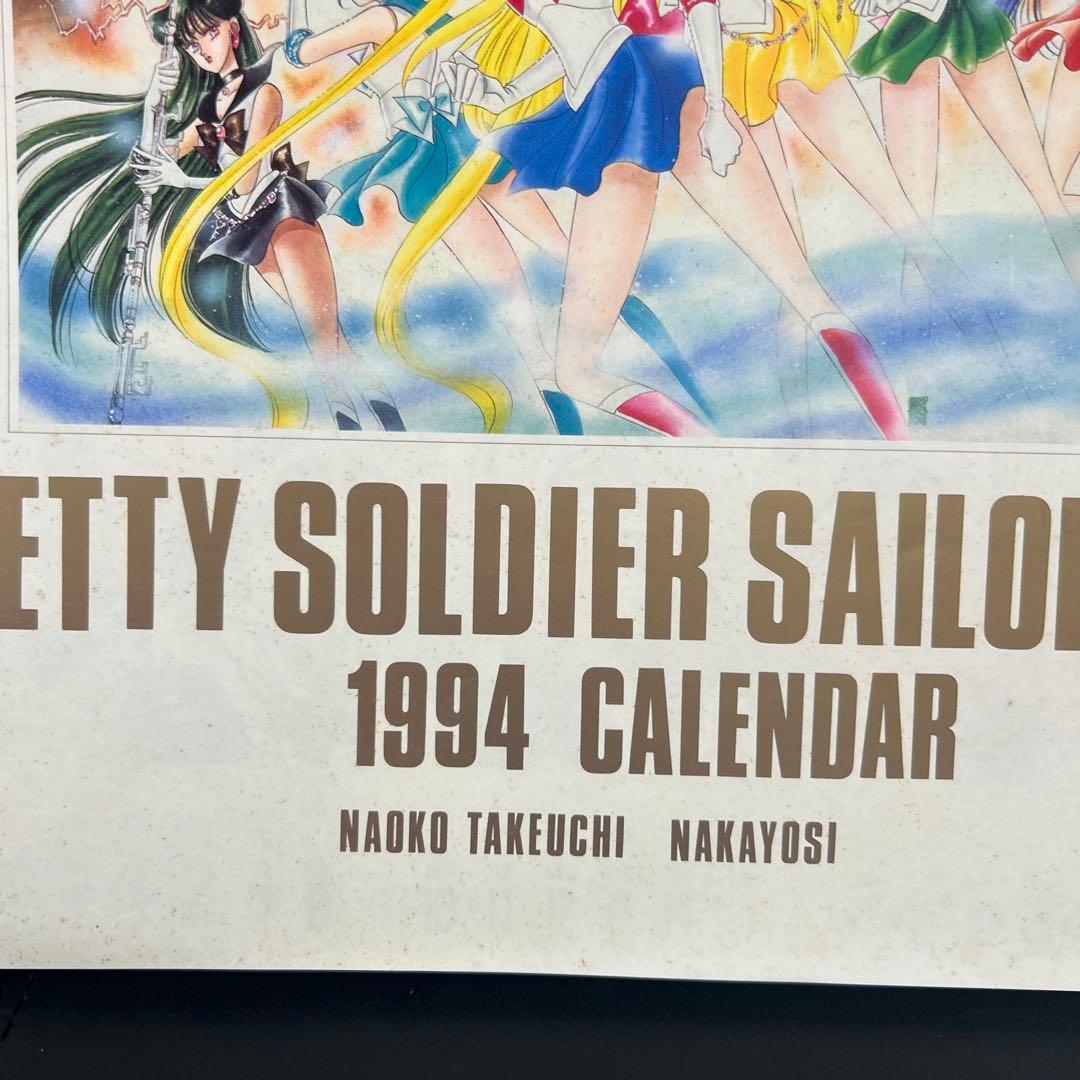 ETTY SOLDIER SAILO
1994 CALENDAR
NAOKO TAKEUCHI NAKAYOSI